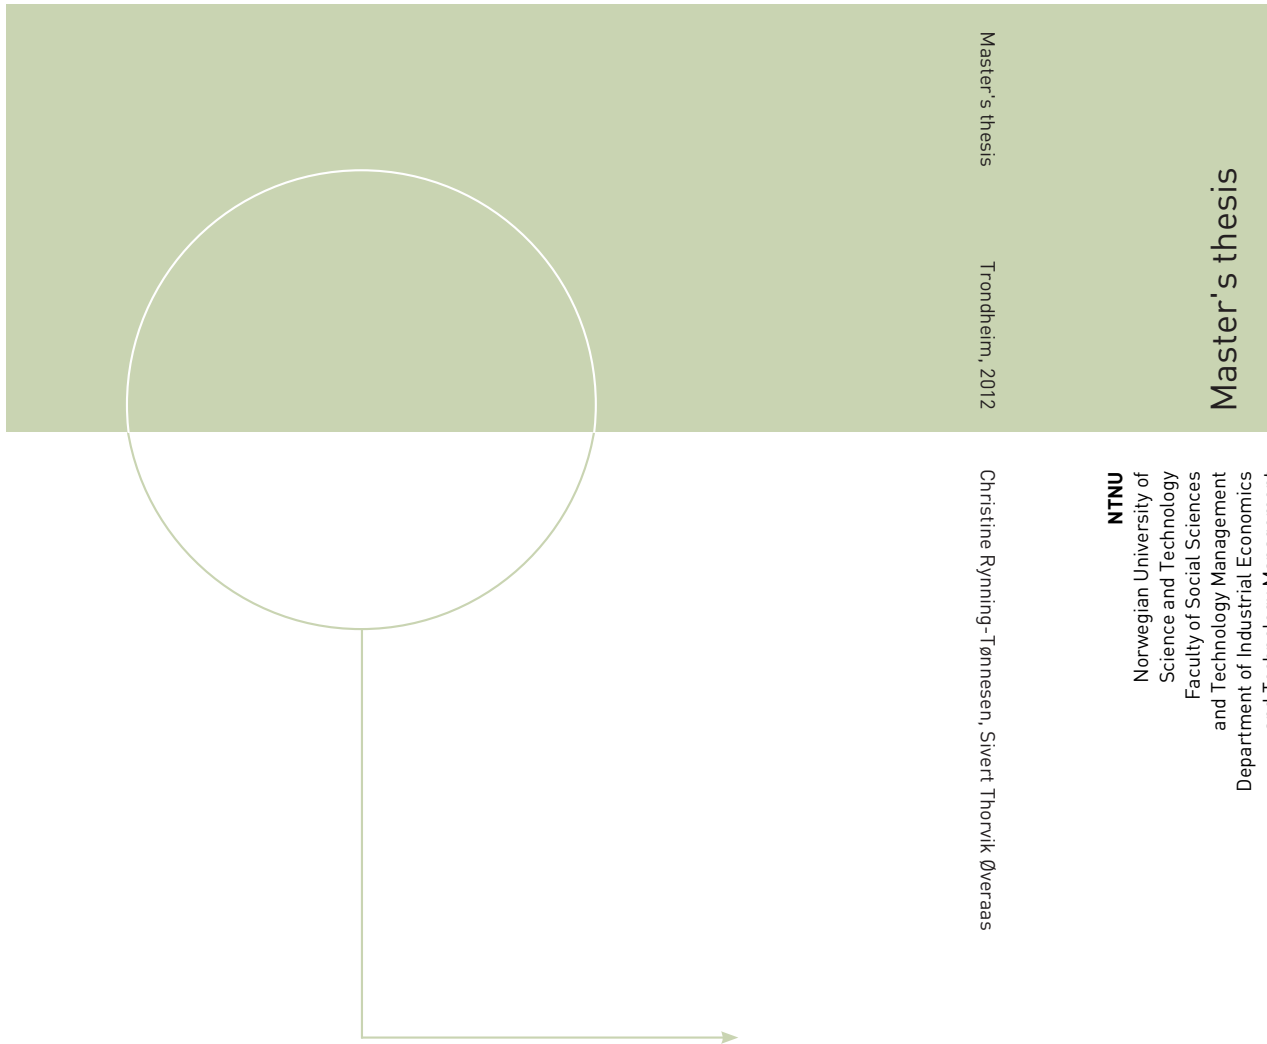 Master's thesis
Trondheim, 2012
Christine Rynning-Tønnesen, Sivert Thorvik Øveraas
Master's thesis
NTNU
Norwegian University of
Science and Technology
Faculty of Social Sciences
and Technology Management
Department of Industrial Economics